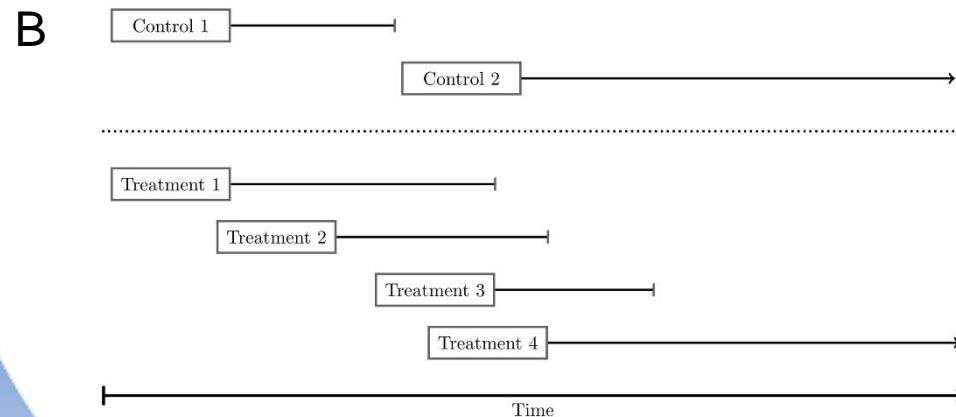 B
Control 1
Control 2
Treatment 1
Treatment 2
Treatment 3
Treatment 4
Time